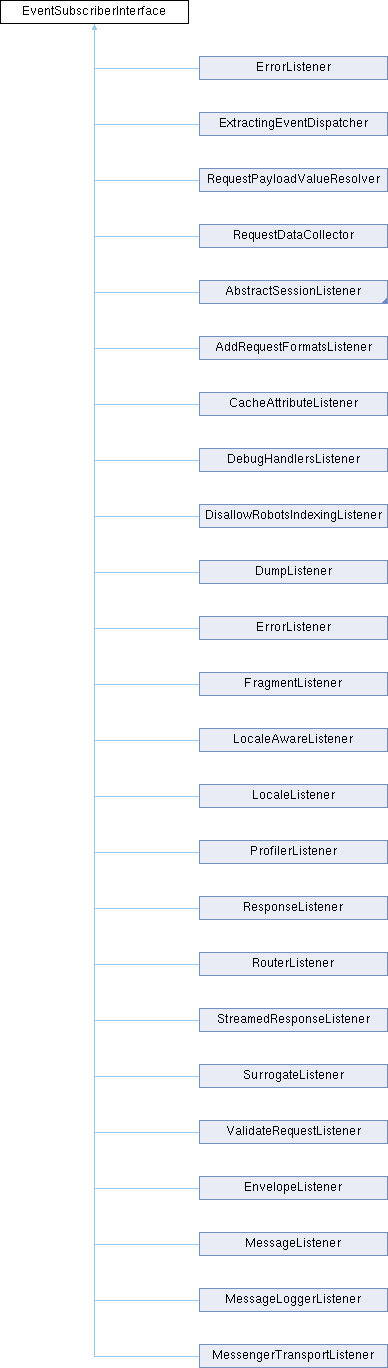 EventSubscriberInterface
ErrorListener
ExtractingEventDispatcher
RequestPayloadValueResolver
RequestDataCollector
AbstractSessionListener
AddRequestFormatsListener
CacheAttributeListener
DebugHandlersListener
DisallowRobotsIndexingListener
DumpListener
ErrorListener
FragmentListener
LocaleAwareListener
LocaleListener
ProfilerListener
ResponseListener
RouterListener
StreamedResponseListener
SurrogateListener
ValidateRequestListener
EnvelopeListener
MessageListener
MessageLoggerListener
MessengerTransportListener